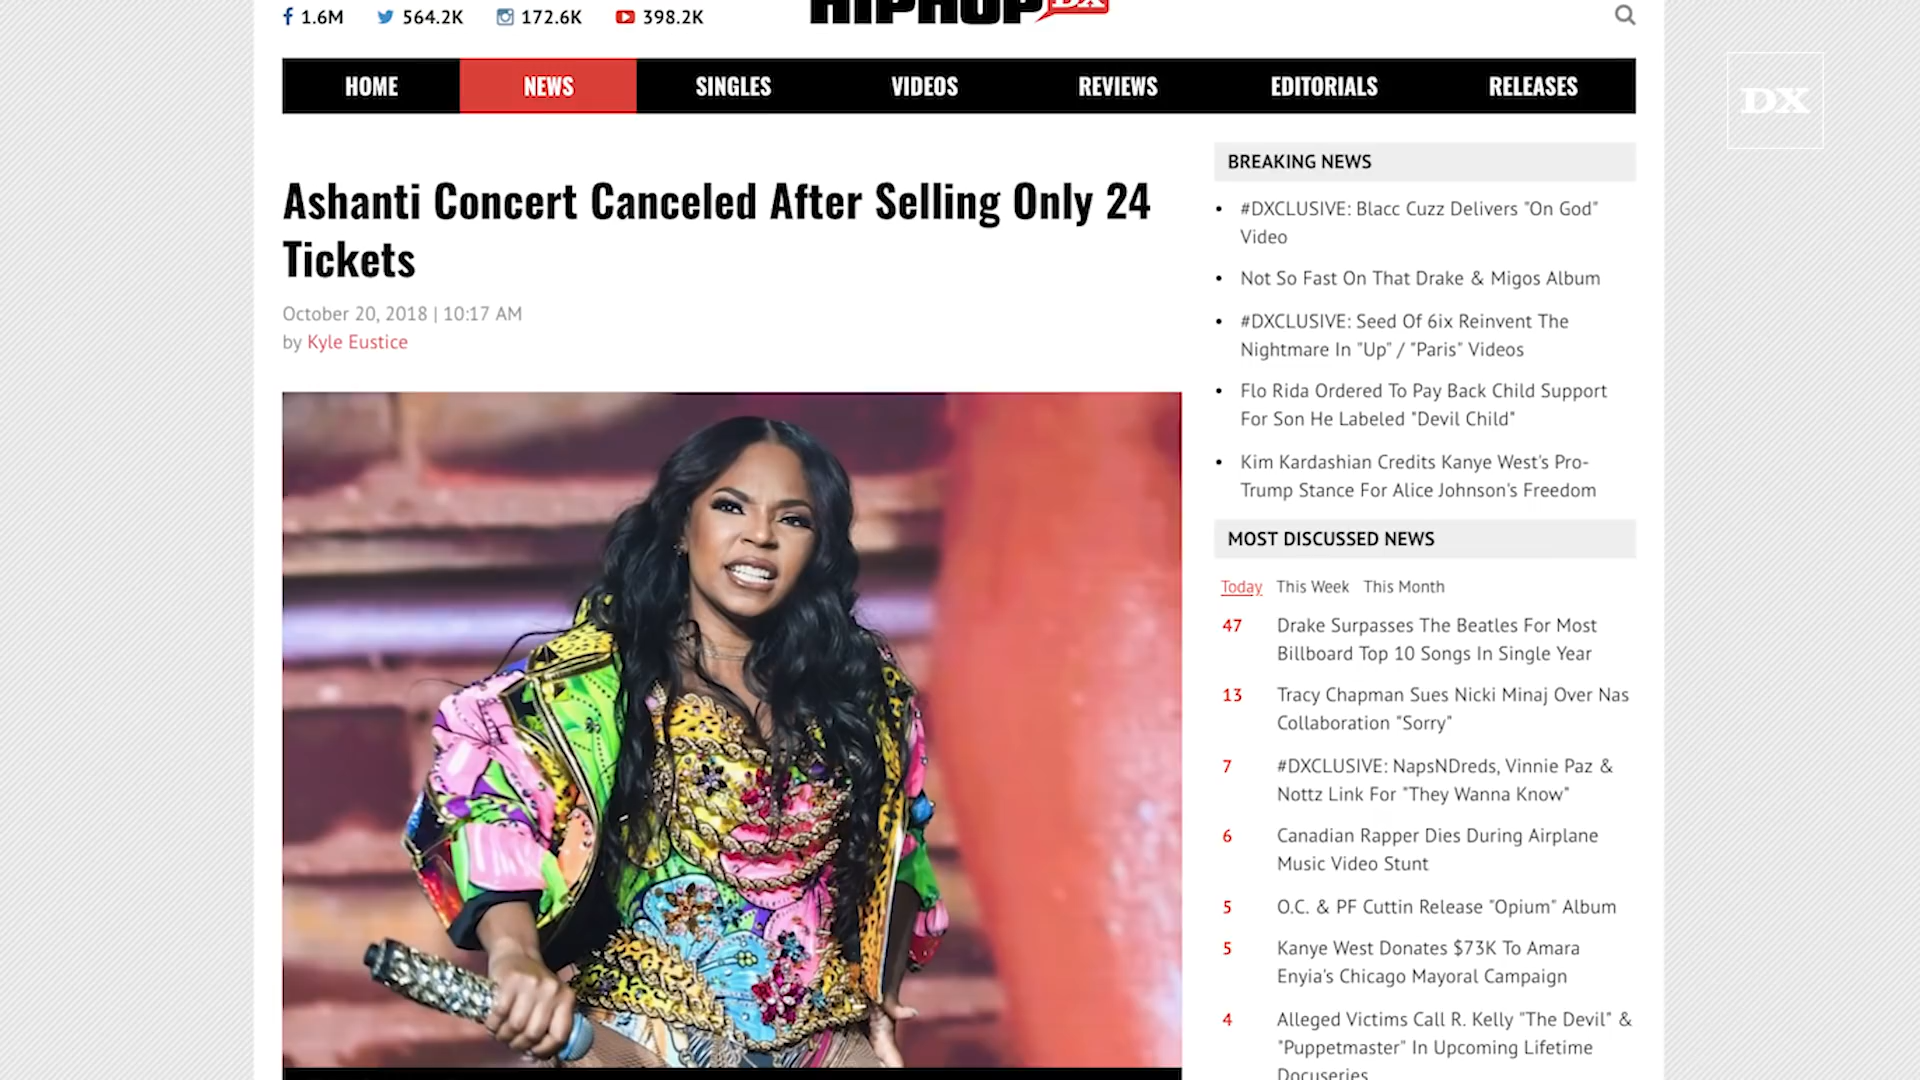 1.6M 564.2K 172.6K 398.2K
HIPHOP DX
HOME NEWS SINGLES VIDEOS REVIEWS EDITORIALS RELEASES
DX
Ashanti Concert Canceled After Selling Only 24
Tickets
October 20, 2018 | 10:17 AM
by Kyle Eustice
BREAKING NEWS
#DXCLUSIVE: Blacc Cuzz Delivers "On God"
Video
Not So Fast On That Drake & Migos Album
#DXCLUSIVE: Seed Of 6ix Reinvent The
Nightmare In "Up" / "Paris" Videos
Flo Rida Ordered To Pay Back Child Support
For Son He Labeled "Devil Child"
Kim Kardashian Credits Kanye West's Pro-
Trump Stance For Alice Johnson's Freedom
MOST DISCUSSED NEWS
Today This Week This Month
47 Drake Surpasses The Beatles For Most
Billboard Top 10 Songs In Single Year
13 Tracy Chapman Sues Nicki Minaj Over Nas
Collaboration "Sorry"
7 #DXCLUSIVE: NapsNDreds, Vinnie Paz &
Nottz Link For "They Wanna Know"
6 Canadian Rapper Dies During Airplane
Music Video Stunt
5 O.C. & PF Cuttin Release "Opium" Album
5 Kanye West Donates $73K To Amara
Enyia's Chicago Mayoral Campaign
4 Alleged Victims Call R. Kelly "The Devil" &
"Puppetmaster" In Upcoming Lifetime
Docuseries